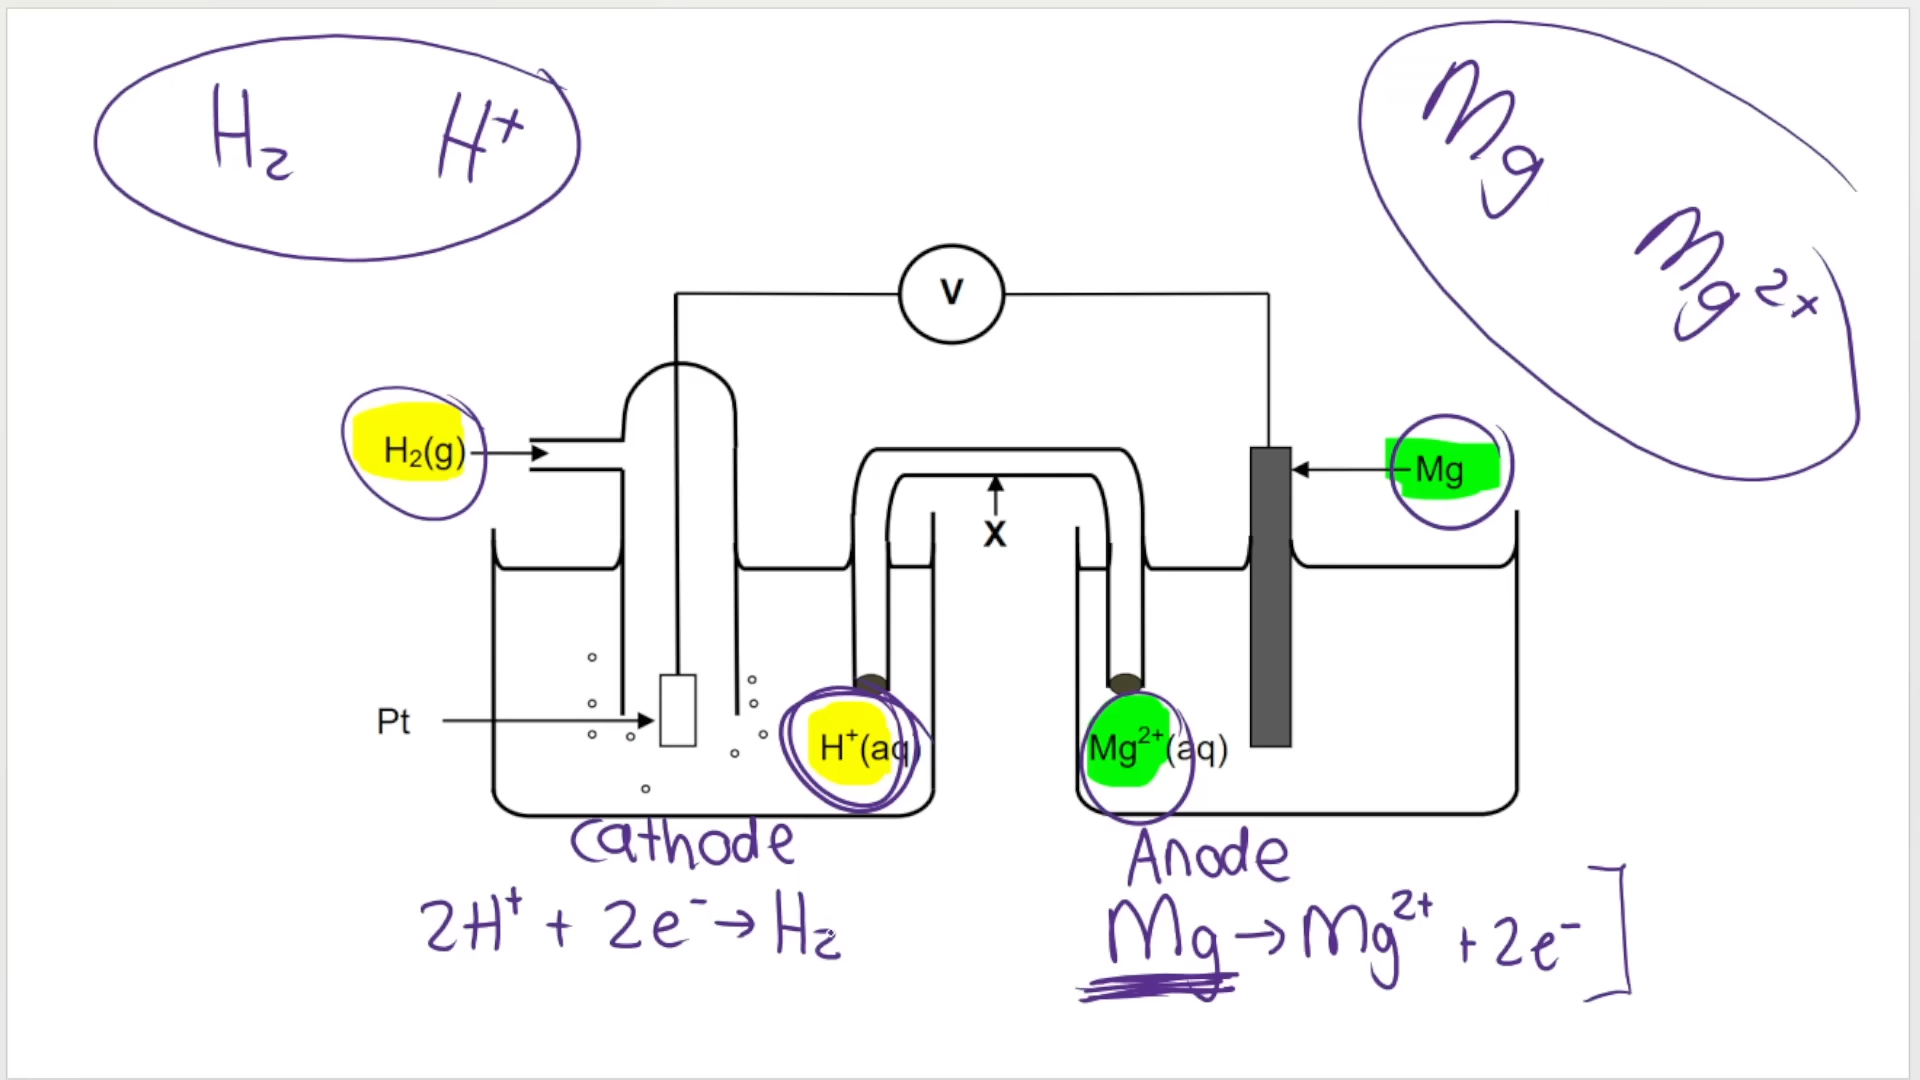 H₂ H⁺
Mg
Mg²⁺
V
H₂(g)
Mg
X
Pt
H⁺(aq)
Mg²⁺(aq)
Cathode
Anode
2H⁺ + 2e⁻ → H₂
Mg → Mg²⁺ + 2e⁻]